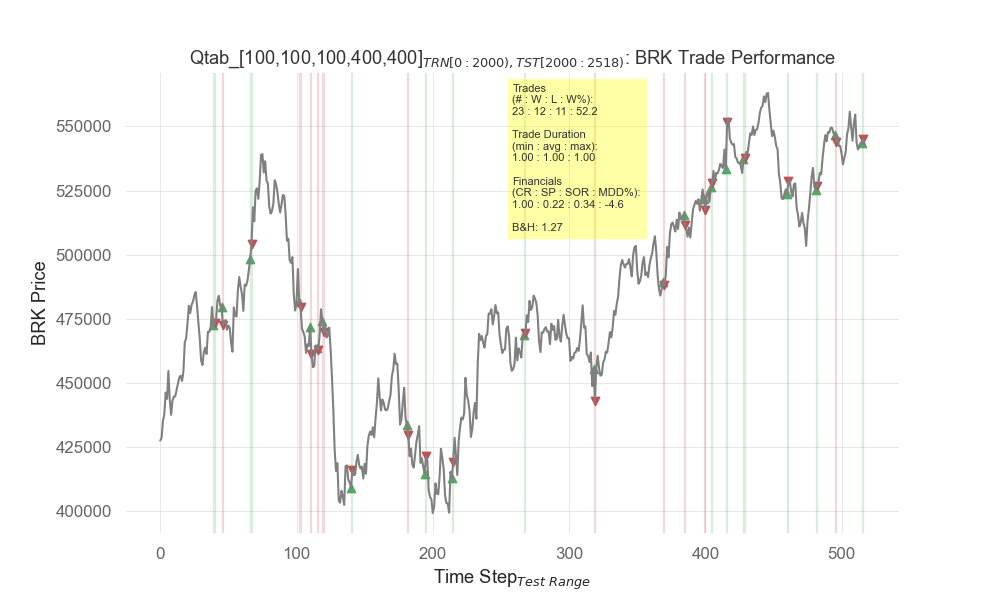 Qtab_[100,100,100,400,400]TRN[0:2000),TST[2000:2518): BRK Trade Performance
Trades
(# : W : L : W%):
23 : 12 : 11 : 52.2
Trade Duration
(min : avg : max):
1.00 : 1.00 : 1.00
Financials
(CR : SP : SOR : MDD%):
1.00 : 0.22 : 0.34 : -4.6
B&H: 1.27
BRK Price
550000
525000
500000
475000
450000
425000
400000
0 100 200 300 400 500
Time Step Test Range